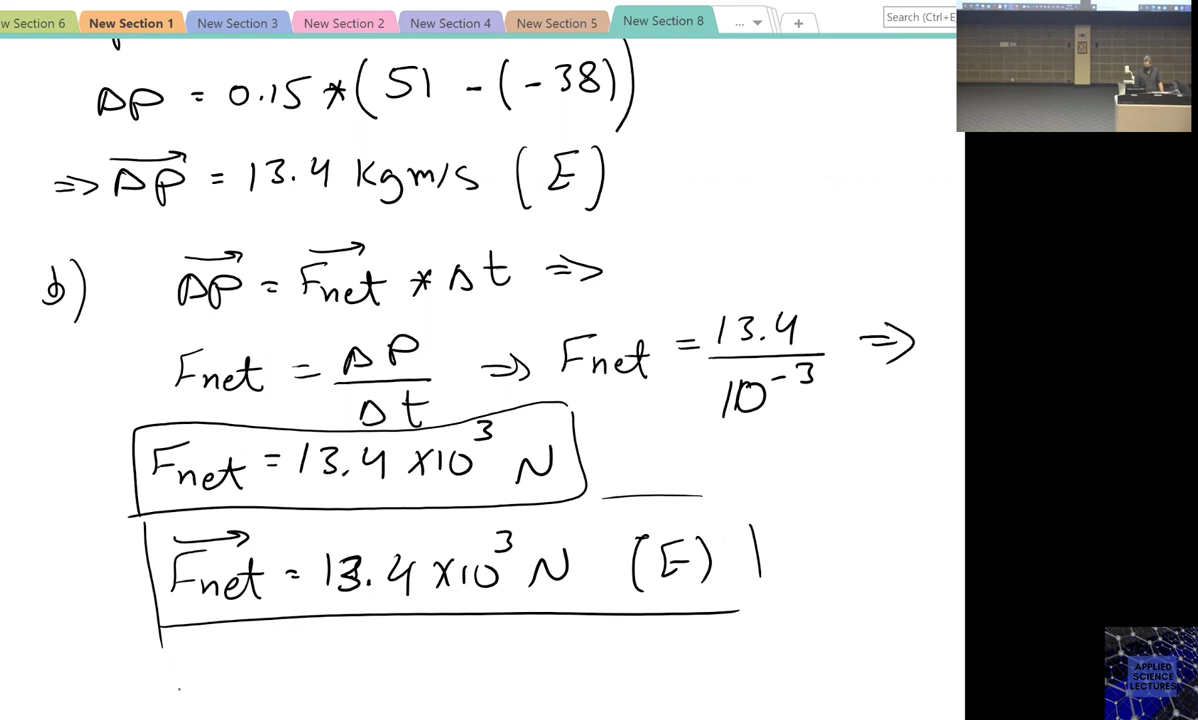 w Section 6 New Section 1 New Section 3 New Section 2 New Section 4 New Section 5 New Section 8 ... + Search (Ctrl+E
ΔP = 0.15 * ( 51 - ( - 38) )
=> ΔP = 13.4 Kgm/s ( E )
b) ΔP = Fnet * Δt =>
Fnet = ΔP / Δt => Fnet = 13.4 / 10⁻³ =>
Fnet = 13.4 x10³ N
Fnet = 13.4 x10³ N (E)
APPLIED
SCIENCE
LECTURES